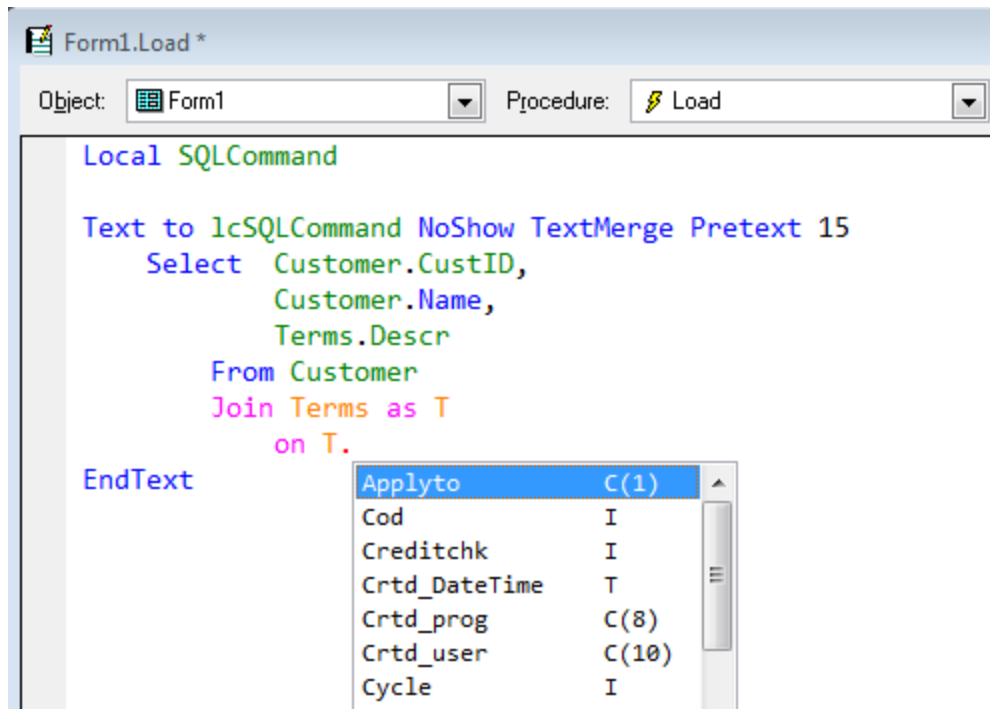 Form1.Load *
Object: Form1 Procedure: Load
Local SQLCommand
Text to lcSQLCommand NoShow TextMerge Pretext 15
Select Customer.CustID,
Customer.Name,
Terms.Descr
From Customer
Join Terms as T
on T.
EndText
Applyto C(1)
Cod I
Creditchk I
Crtd_DateTime T
Crtd_prog C(8)
Crtd_user C(10)
Cycle I